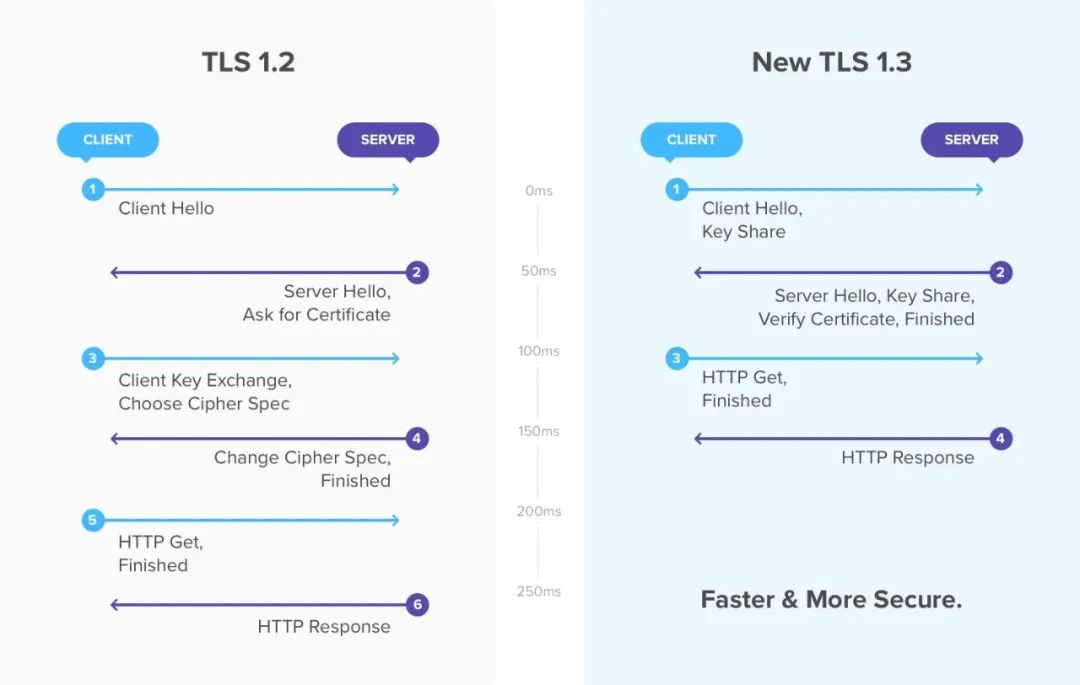 TLS 1.2
CLIENT
SERVER
1
Client Hello
2
Server Hello,
Ask for Certificate
3
Client Key Exchange,
Choose Cipher Spec
4
Change Cipher Spec,
Finished
5
HTTP Get,
Finished
6
HTTP Response
0ms
50ms
100ms
150ms
200ms
250ms
New TLS 1.3
CLIENT
SERVER
1
Client Hello,
Key Share
2
Server Hello, Key Share,
Verify Certificate, Finished
3
HTTP Get,
Finished
4
HTTP Response
Faster & More Secure.